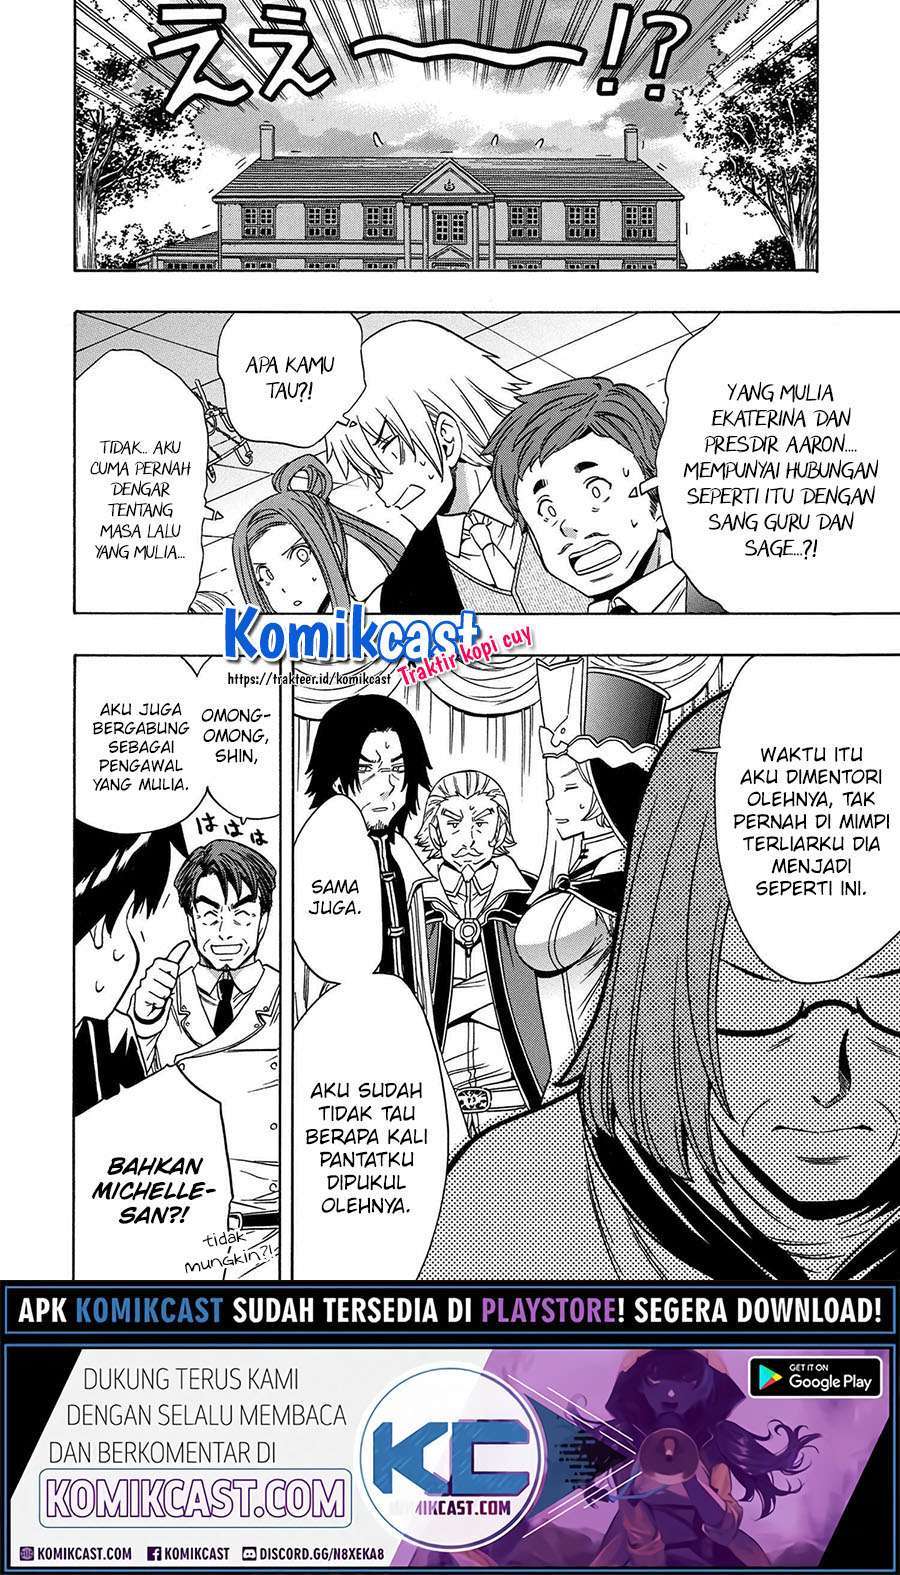 ええ〜!?
YANG MULIA
EKATERINA DAN
PRESDIR AARON....
MEMPUNYAI HUBUNGAN
SEPERTI ITU DENGAN
SANG GURU DAN
SAGE...?!
APA KAMU
TAU?!
TIDAK.. AKU
CUMA PERNAH
DENGAR
TENTANG
MASA LALU
YANG MULIA...
Komikcast
Traktir kopi cuy
https://trakteer.id/komikcast
WAKTU ITU
AKU DIMENTORI
OLEHNYA, TAK
PERNAH DI MIMPI
TERLIARKU DIA
MENJADI
SEPERTI INI.
SAMA
JUGA.
AKU SUDAH
TIDAK TAU
BERAPA KALI
PANTATKU
DIPUKUL
OLEHNYA.
OMONG-
OMONG,
SHIN,
AKU JUGA
BERGABUNG
SEBAGAI
PENGAWAL
YANG MULIA.
はははは
BAHKAN
MICHELLE-
SAN?!
tidak
mungkin?!
APK KOMIKCAST SUDAH TERSEDIA DI PLAYSTORE! SEGERA DOWNLOAD!
DUKUNG TERUS KAMI
DENGAN SELALU MEMBACA
DAN BERKOMENTAR DI
KOMIKCAST.COM
KC
KOMIKCAST.COM
GET IT ON
Google Play
KOMIKCAST.COM
KOMIKCAST
DISCORD.GG/N8XEKA8